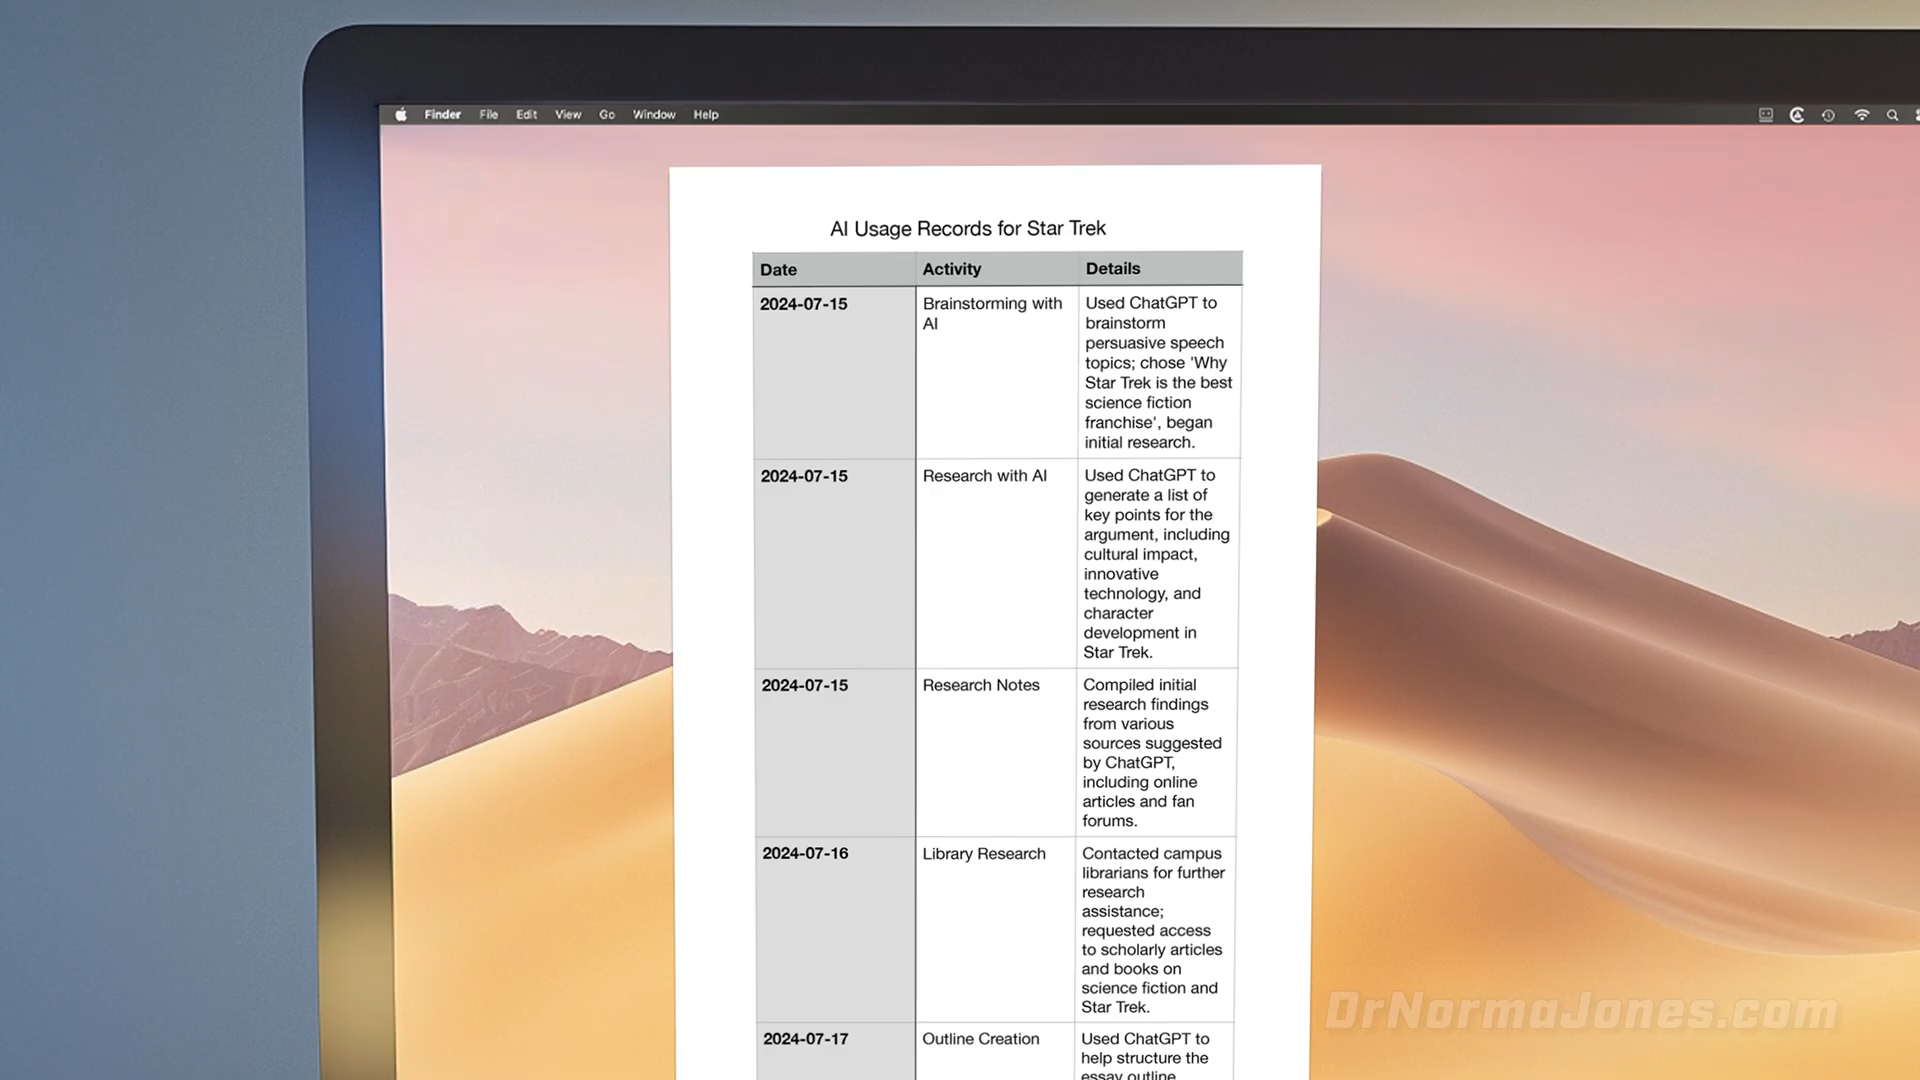 Finder File Edit View Go Window Help
AI Usage Records for Star Trek
Date Activity Details
2024-07-15 Brainstorming with Used ChatGPT to
AI brainstorm
persuasive speech
topics; chose 'Why
Star Trek is the best
science fiction
franchise', began
initial research.
2024-07-15 Research with AI Used ChatGPT to
generate a list of
key points for the
argument, including
cultural impact,
innovative
technology, and
character
development in
Star Trek.
2024-07-15 Research Notes Compiled initial
research findings
from various
sources suggested
by ChatGPT,
including online
articles and fan
forums.
2024-07-16 Library Research Contacted campus
librarians for further
research
assistance;
requested access
to scholarly articles
and books on
science fiction and
Star Trek.
2024-07-17 Outline Creation Used ChatGPT to
help structure the
essay outline
DrNormaJones.com